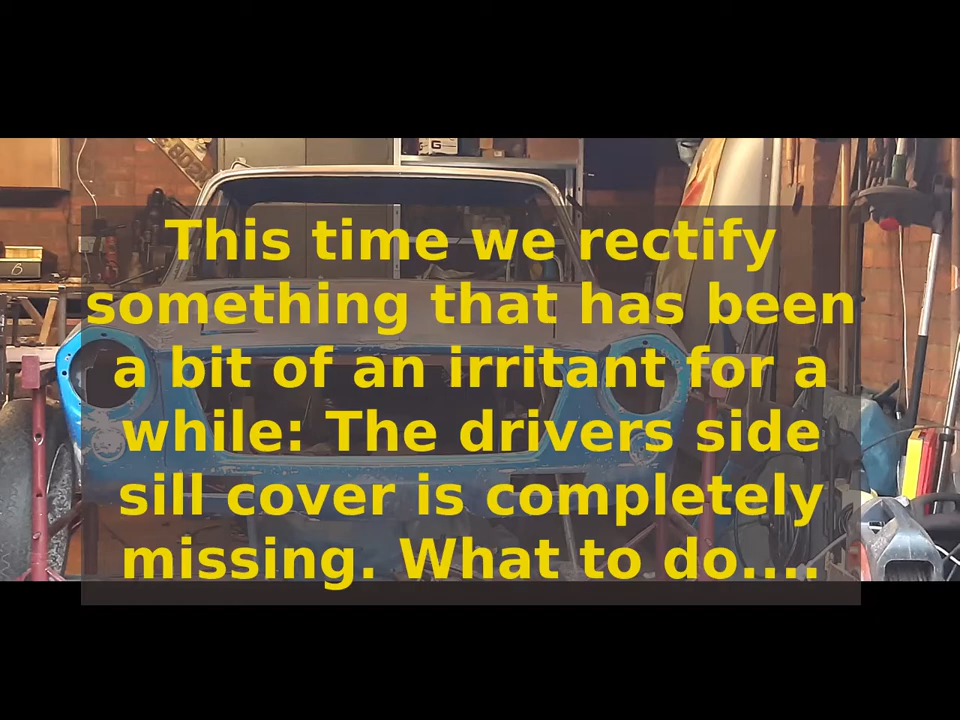 This time we rectify
something that has been
a bit of an irritant for a
while: The drivers side
sill cover is completely
missing. What to do....
G
6